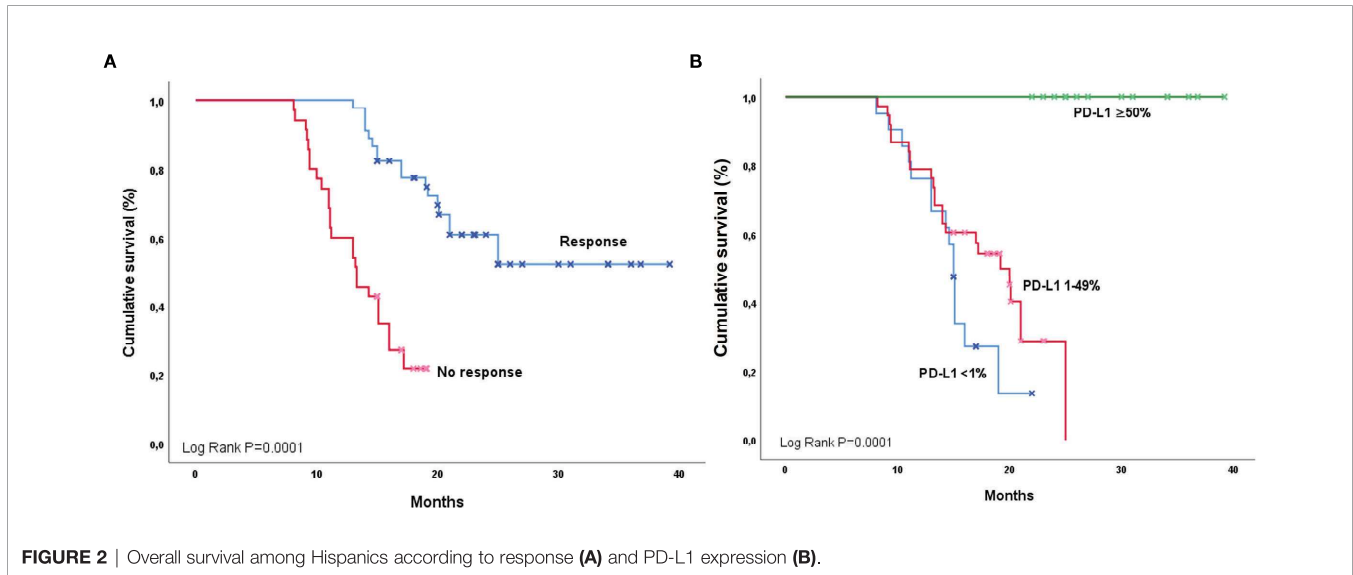 A
Cumulative survival (%)
1,0
0,8
0,6
0,4
0,2
0,0
Response
No response
Log Rank P=0.0001
0 10 20 30 40
Months
B
Cumulative survival (%)
1,0
0,8
0,6
0,4
0,2
0,0
PD-L1 ≥50%
PD-L1 1-49%
PD-L1 <1%
Log Rank P=0.0001
0 10 20 30 40
Months
FIGURE 2 | Overall survival among Hispanics according to response (A) and PD-L1 expression (B).